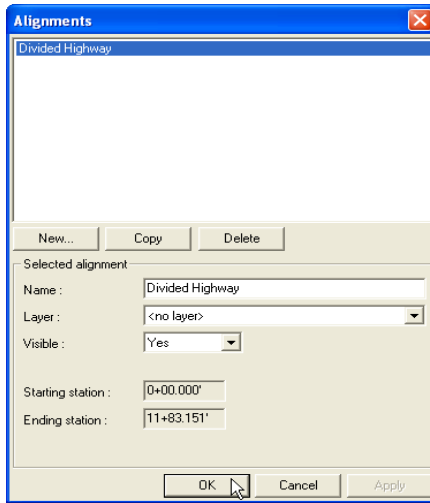 Alignments
Divided Highway
New... Copy Delete
Selected alignment
Name : Divided Highway
Layer : <no layer>
Visible : Yes
Starting station : 0+00.000'
Ending station : 11+83.151'
OK Cancel Apply